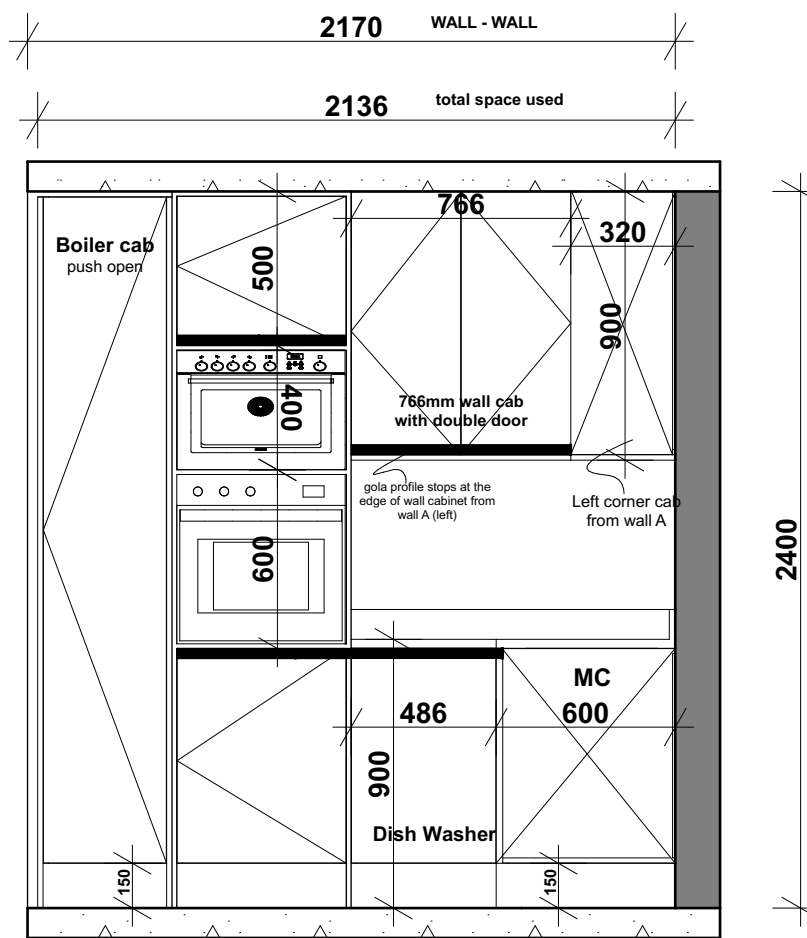 2170 WALL - WALL
2136 total space used
766
320
Boiler cab
push open
500
900
400
766mm wall cab
with double door
gola profile stops at the
edge of wall cabinet from
wall A (left)
Left corner cab
from wall A
600
2400
MC
486
600
900
Dish Washer
150
150